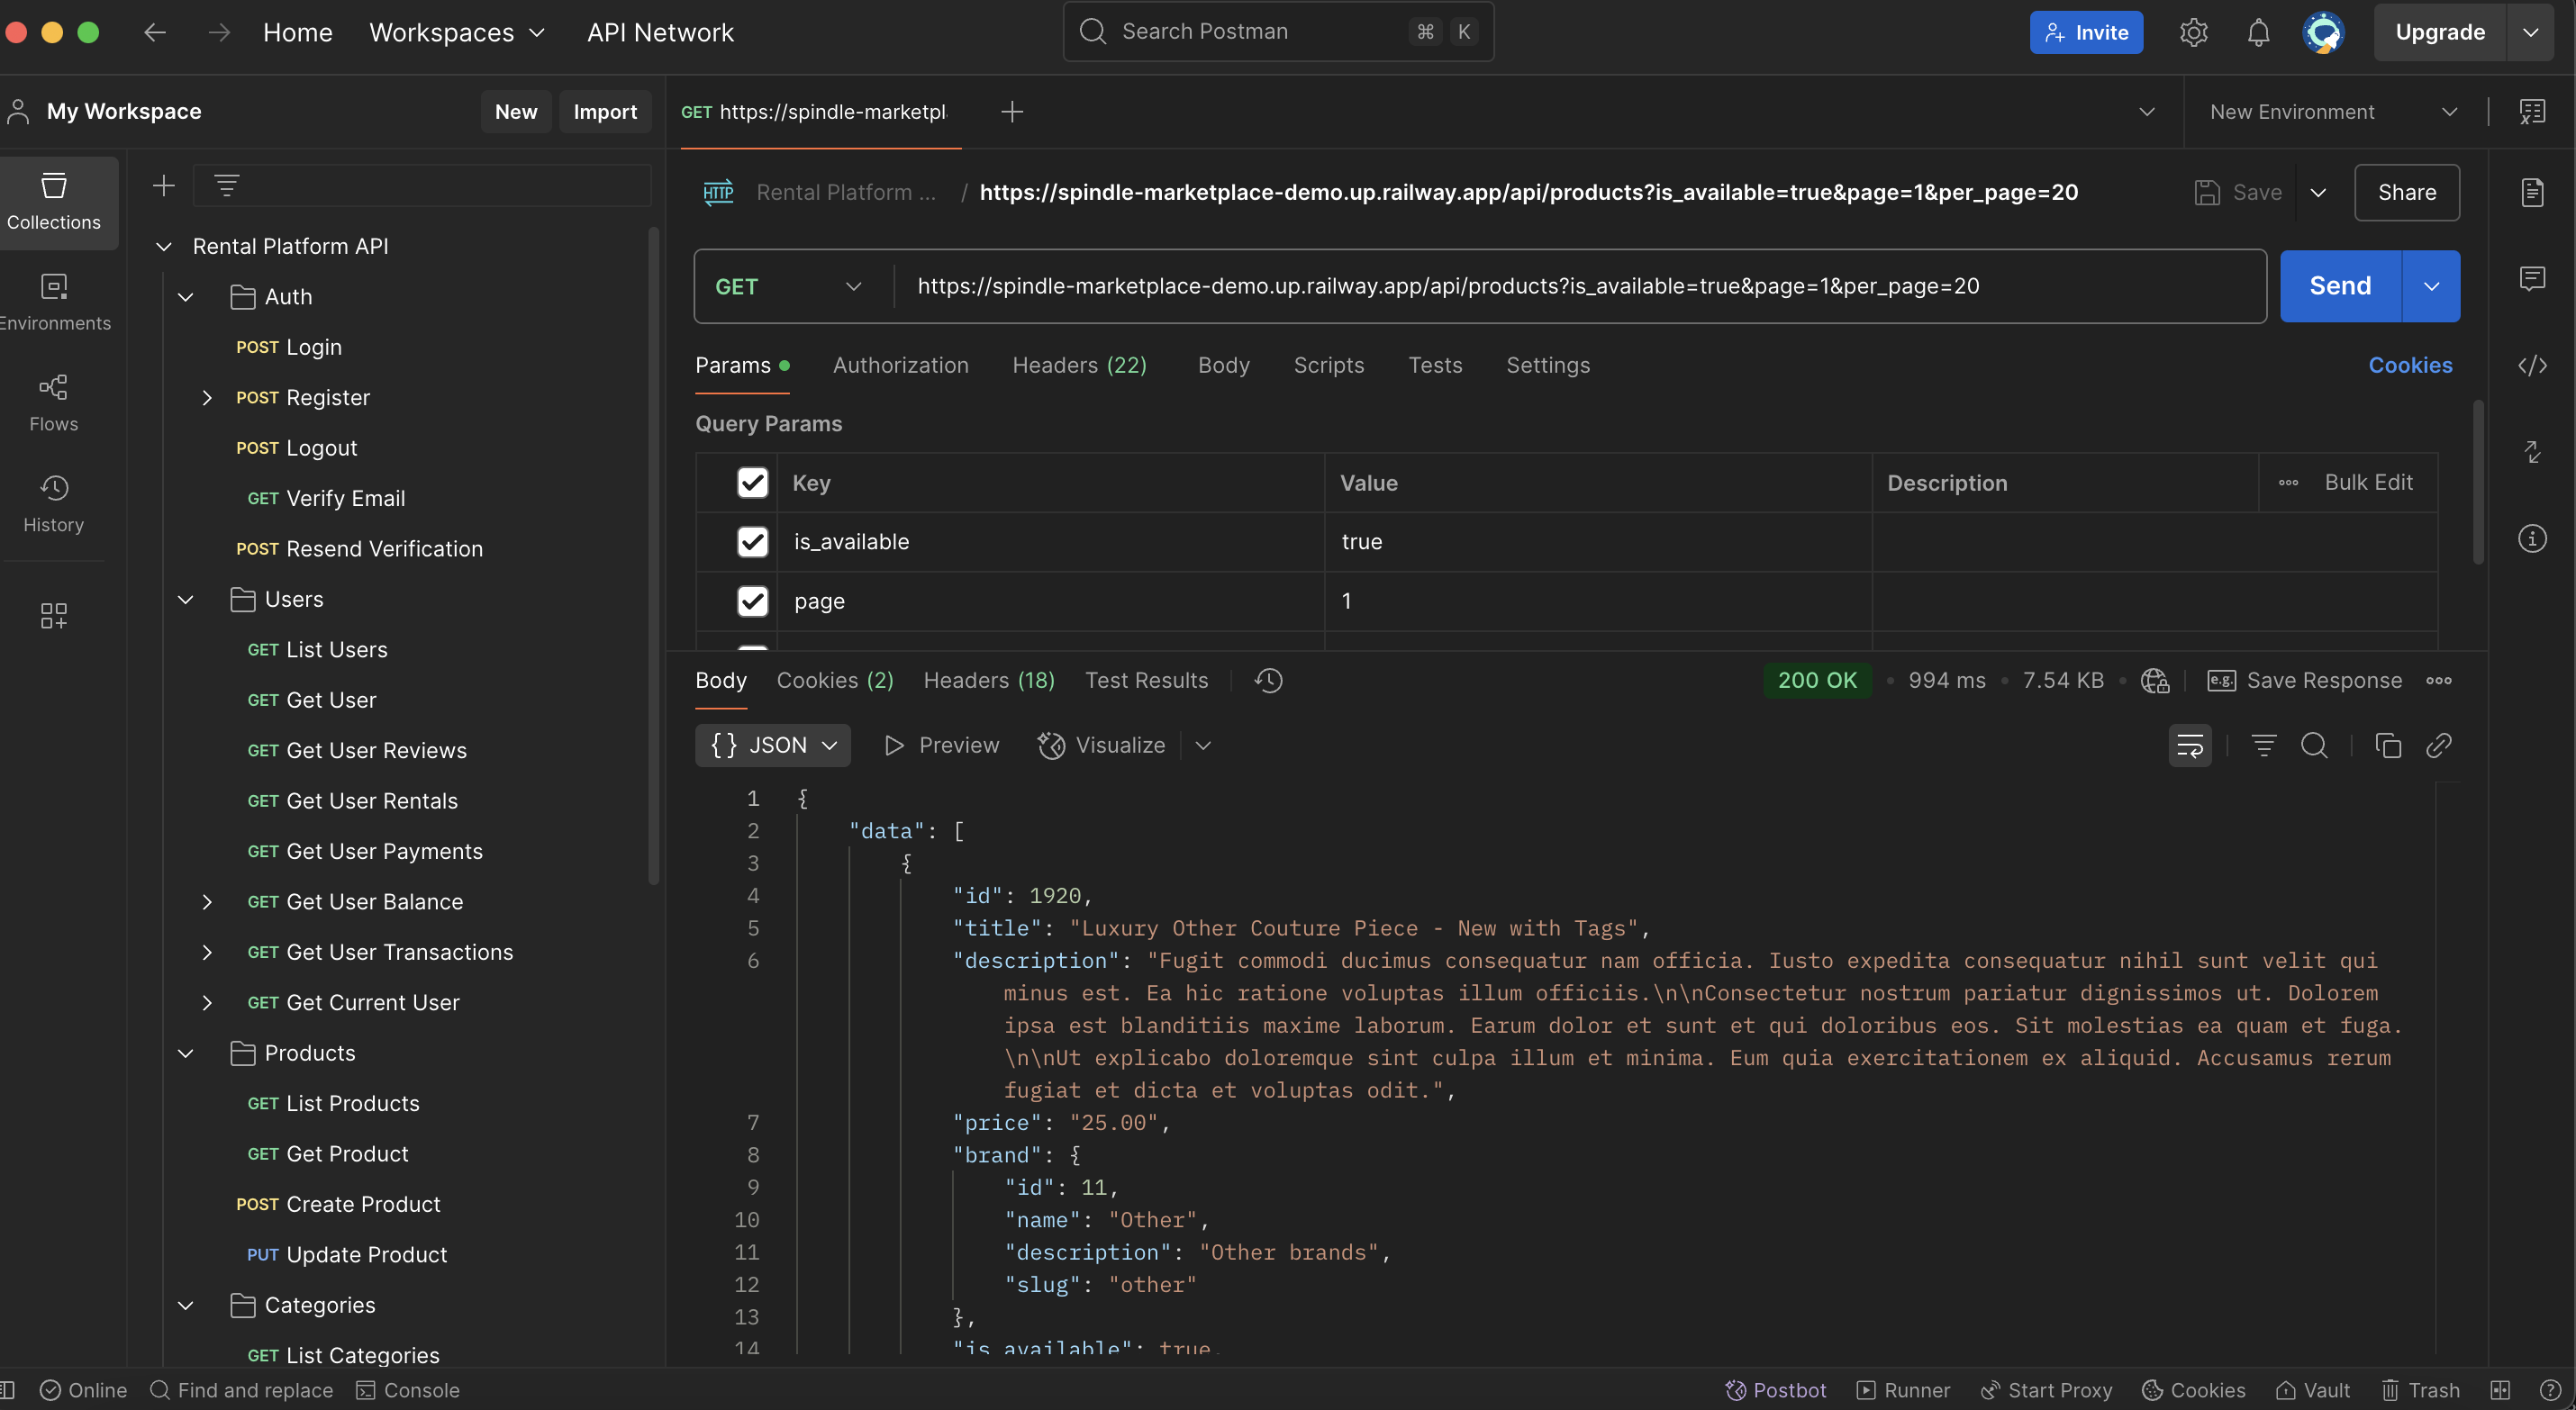 Home Workspaces API Network
Search Postman
⌘ K
Invite
Upgrade
My Workspace
New Import
GET https://spindle-marketpl
New Environment
Collections
Environments
Flows
History
Rental Platform API
Auth
POST Login
POST Register
POST Logout
GET Verify Email
POST Resend Verification
Users
GET List Users
GET Get User
GET Get User Reviews
GET Get User Rentals
GET Get User Payments
GET Get User Balance
GET Get User Transactions
GET Get Current User
Products
GET List Products
GET Get Product
POST Create Product
PUT Update Product
Categories
GET List Categories
HTTP Rental Platform ... / https://spindle-marketplace-demo.up.railway.app/api/products?is_available=true&page=1&per_page=20
Save Share
GET https://spindle-marketplace-demo.up.railway.app/api/products?is_available=true&page=1&per_page=20
Send
Params Authorization Headers (22) Body Scripts Tests Settings
Cookies
Query Params
Key Value Description Bulk Edit
is_available true
page 1
Body Cookies (2) Headers (18) Test Results
200 OK • 994 ms • 7.54 KB • e.g. Save Response
{} JSON Preview Visualize
1 {
2 "data": [
3 {
4 "id": 1920,
5 "title": "Luxury Other Couture Piece - New with Tags",
6 "description": "Fugit commodi ducimus consequatur nam officia. Iusto expedita consequatur nihil sunt velit qui
minus est. Ea hic ratione voluptas illum officiis.\n\nConsectetur nostrum pariatur dignissimos ut. Dolorem
ipsa est blanditiis maxime laborum. Earum dolor et sunt et qui doloribus eos. Sit molestias ea quam et fuga.
\n\nUt explicabo doloremque sint culpa illum et minima. Eum quia exercitationem ex aliquid. Accusamus rerum
fugiat et dicta et voluptas odit.",
7 "price": "25.00",
8 "brand": {
9 "id": 11,
10 "name": "Other",
11 "description": "Other brands",
12 "slug": "other"
13 },
14 "is_available": true,
Online Find and replace Console
Postbot Runner Start Proxy Cookies Vault Trash